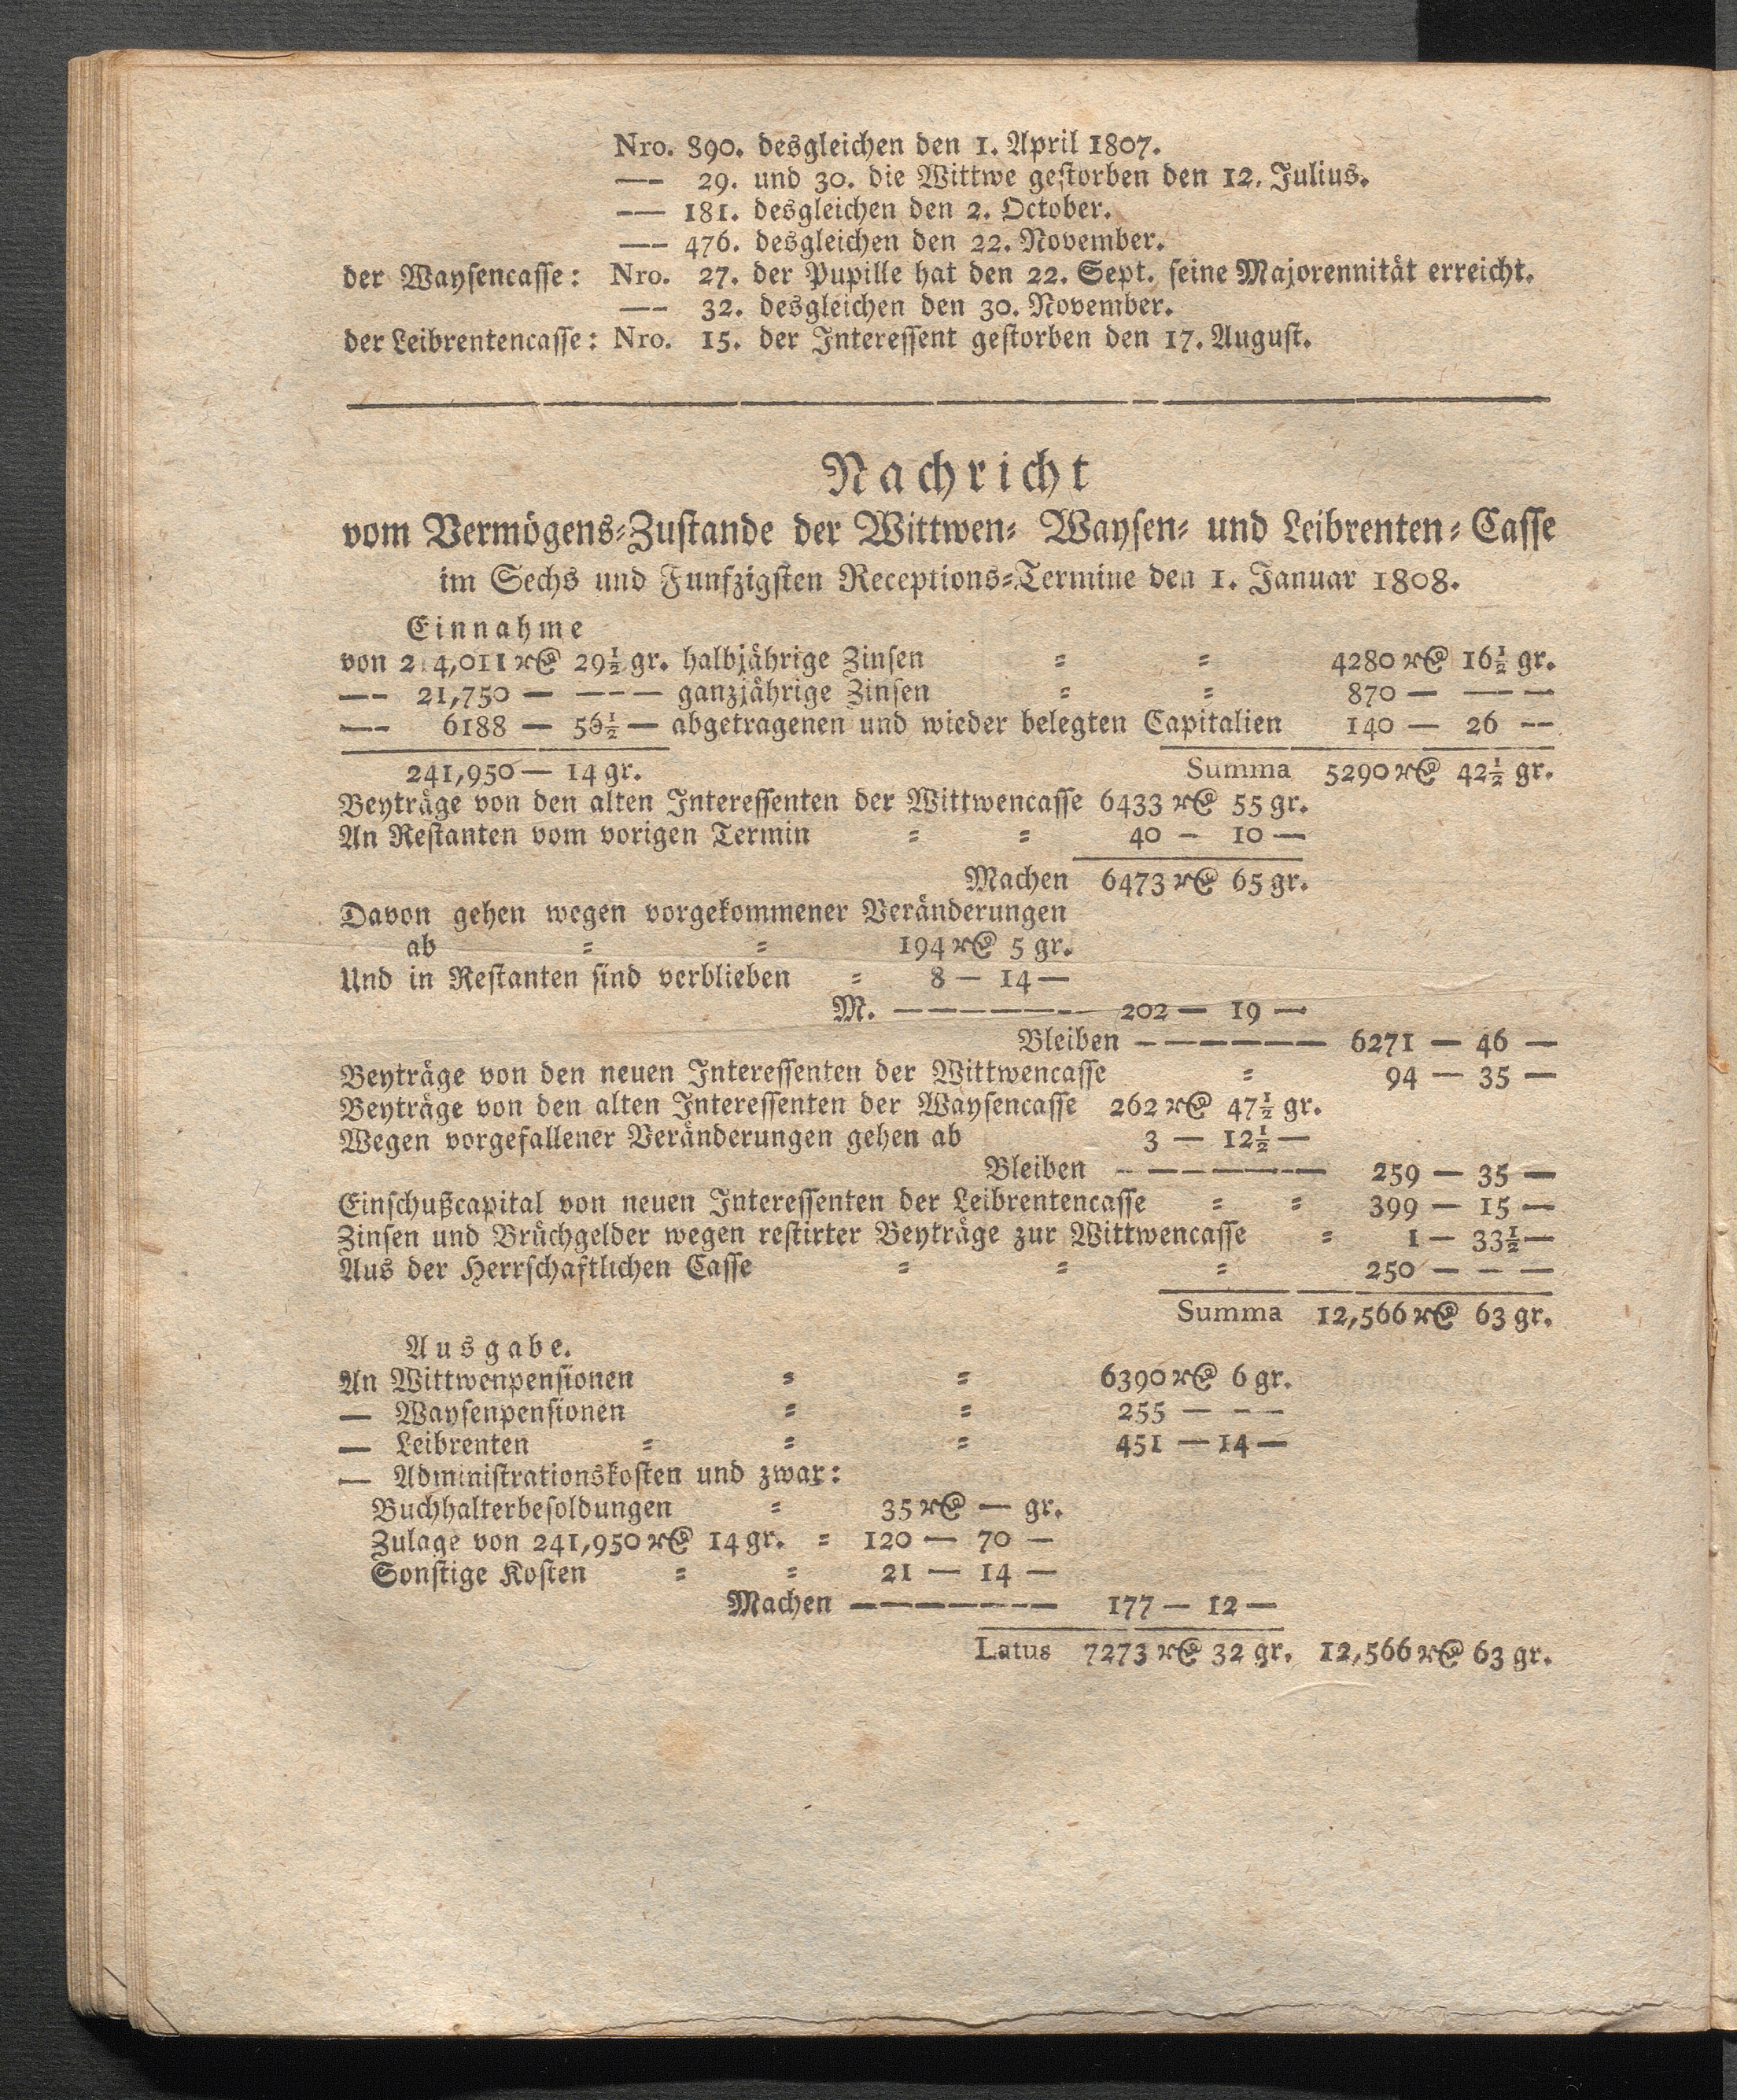 Nro. 890. desgleichen den 1. April 1807.
—– 29. und 30. die Wittwe gestorben den 12. Julius.
—– 181. desgleichen den 2. October.
—– 476. desgleichen den 22. November.
der Waysencasse: Nro. 27. der Pupille hat den 22. Sept. seine Majorennität erreicht.
—– 32. desgleichen den 30. November.
der Leibrentencasse: Nro. 15. der Interessent gestorben den 17. August.
Nachricht
vom Vermögens-Zustande der Wittwen- Waysen- und Leibrenten-Casse
im Sechs und Funfzigsten Receptions-Termine den 1. Januar 1808.
Einnahme
von 214,011 rthl 29½ gr. halbjährige Zinsen = = 4280 rthl 16½ gr.
—– 21,750 — —– — ganzjährige Zinsen = = 870 — —– —
—– 6188 — 56½ — abgetragenen und wieder belegten Capitalien 140 — 26 —
241,950 — 14 gr. Summa 5290 rthl 42½ gr.
Beyträge von den alten Interessenten der Wittwencasse 6433 rthl 55 gr.
An Restanten vom vorigen Termin = = 40 — 10 —
Machen 6473 rthl 65 gr.
Davon gehen wegen vorgekommener Veränderungen
ab = = 194 rthl 5 gr.
Und in Restanten sind verblieben = 8 — 14 —
M. — — — — — — 202 — 19 —
Bleiben — — — — — — 6271 — 46 —
Beyträge von den neuen Interessenten der Wittwencasse = 94 — 35 —
Beyträge von den alten Interessenten der Waysencasse 262 rthl 47½ gr.
Wegen vorgefallener Veränderungen gehen ab 3 — 12½ —
Bleiben — — — — — — 259 — 35 —
Einschußcapital von neuen Interessenten der Leibrentencasse = = 399 — 15 —
Zinsen und Brüchgelder wegen restirter Beyträge zur Wittwencasse = 1 — 33½ —
Aus der Herrschaftlichen Casse = = = 250 — — —
Summa 12,566 rthl 63 gr.
Ausgabe.
An Wittwenpensionen = = 6390 rthl 6 gr.
— Waysenpensionen = = 255 — — —
— Leibrenten = = = 451 — 14 —
— Administrationskosten und zwar:
Buchhalterbesoldungen = 35 rthl — gr.
Zulage von 241,950 rthl 14 gr. = 120 — 70 —
Sonstige Kosten = = 21 — 14 —
Machen — — — — — — 177 — 12 —
Latus 7273 rthl 32 gr. 12,566 rthl 63 gr.